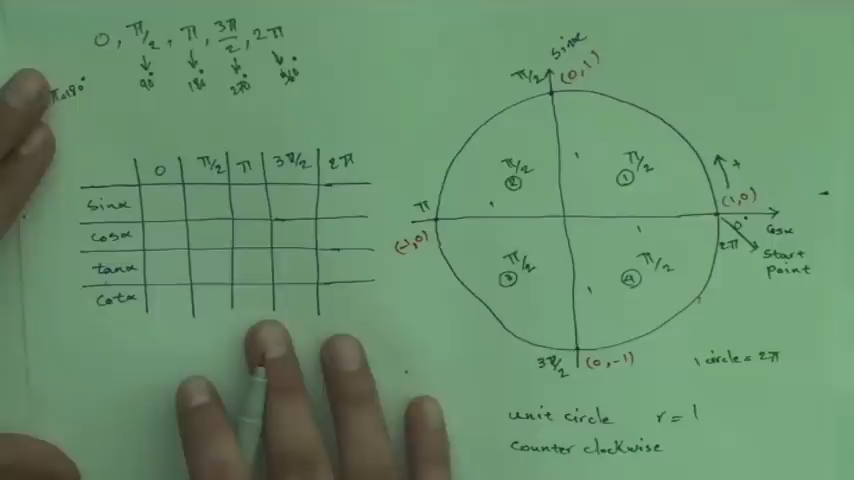 0, π/2, π, 3π/2, 2π
90° 180° 270° 360°
π=180°
0 π/2 π 3π/2 2π
sinx
cosx
tanx
cotx
sinx
π/2 (0,1)
π/2 π/2
② ① +
π (1,0)
(-1,0) 0° cosx
2π start
point
π/2 π/2
③ ④
3π/2 (0,-1)
1 circle = 2π
unit circle r = 1
counter clockwise